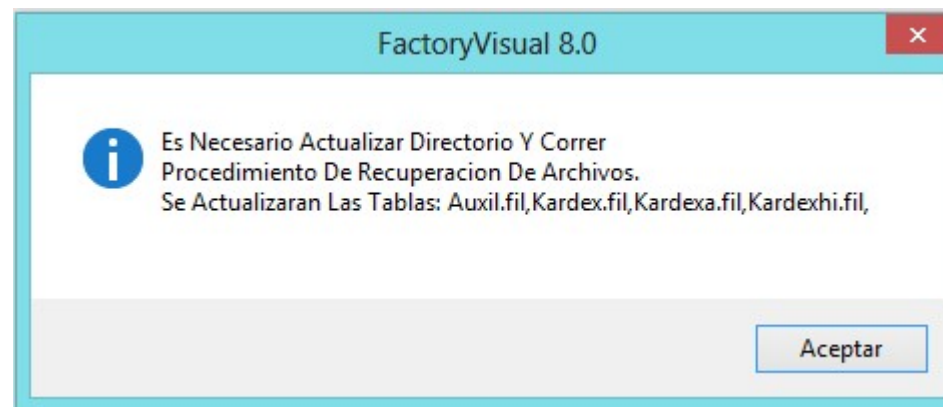 FactoryVisual 8.0
Es Necesario Actualizar Directorio Y Correr
Procedimiento De Recuperacion De Archivos.
Se Actualizaran Las Tablas: Auxil.fil,Kardex.fil,Kardexa.fil,Kardexhi.fil,
Aceptar